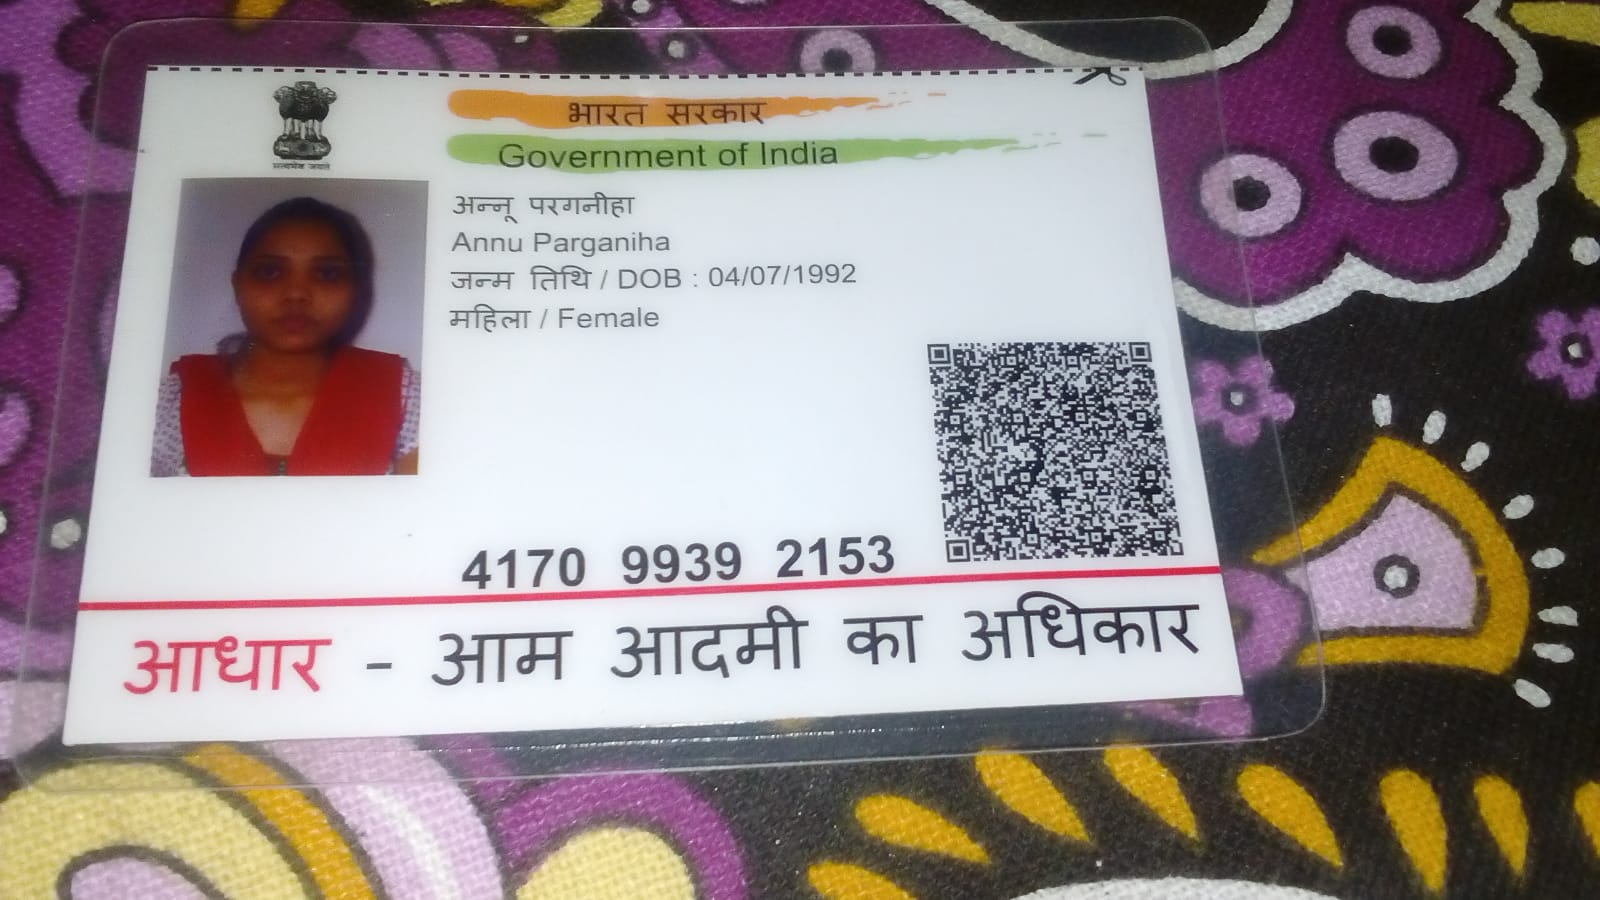 सत्यमेव जयते
भारत सरकार
Government of India
अन्नू परगनीहा
Annu Parganiha
जन्म तिथि / DOB : 04/07/1992
महिला / Female
4170 9939 2153
आधार - आम आदमी का अधिकार